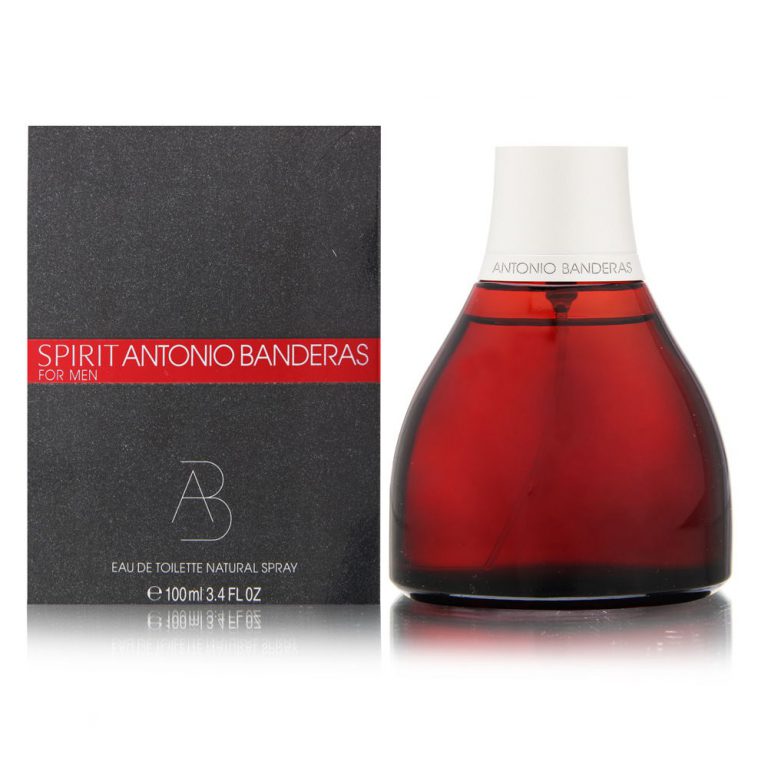 SPIRIT ANTONIO BANDERAS
FOR MEN
AB
EAU DE TOILETTE NATURAL SPRAY
℮ 100ml 3.4 FL OZ
ANTONIO BANDERAS